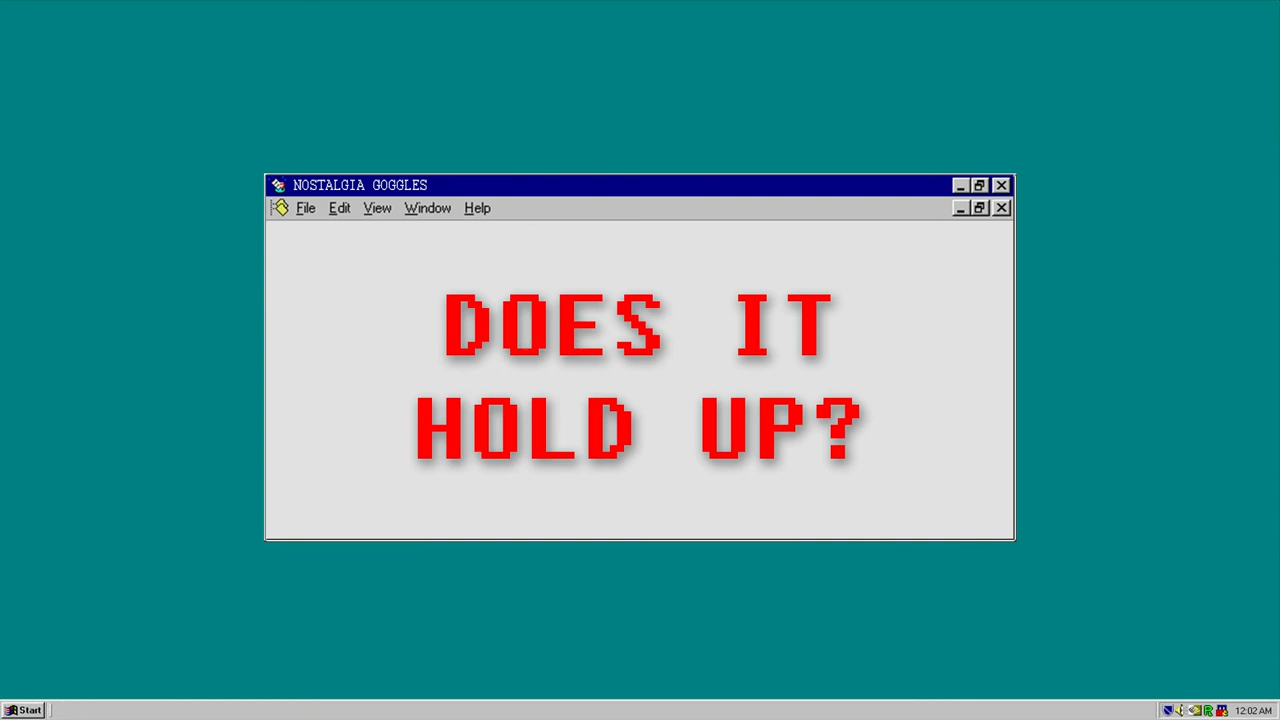 NOSTALGIA GOGGLES
File Edit View Window Help
DOES IT
HOLD UP?
Start 12:02 AM